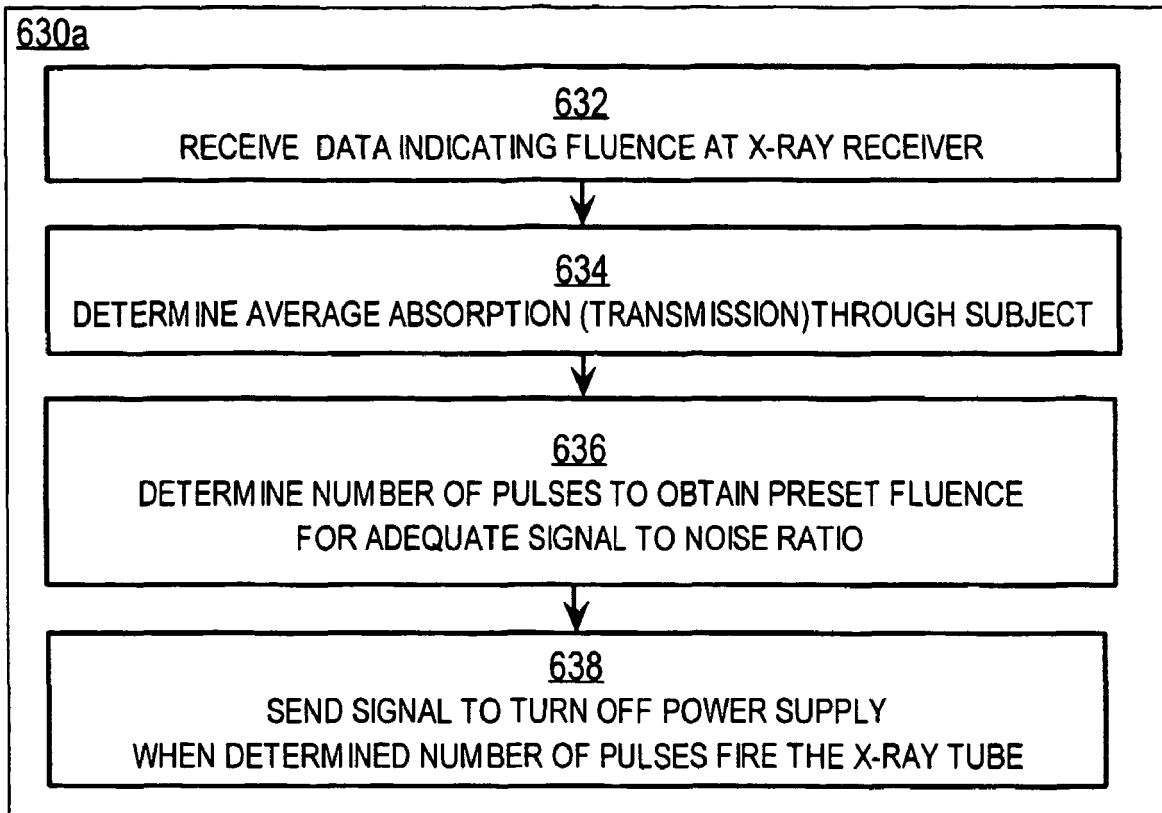 630a
632
RECEIVE DATA INDICATING FLUENCE AT X-RAY RECEIVER
634
DETERMINE AVERAGE ABSORPTION (TRANSMISSION)THROUGH SUBJECT
636
DETERMINE NUMBER OF PULSES TO OBTAIN PRESET FLUENCE
FOR ADEQUATE SIGNAL TO NOISE RATIO
638
SEND SIGNAL TO TURN OFF POWER SUPPLY
WHEN DETERMINED NUMBER OF PULSES FIRE THE X-RAY TUBE